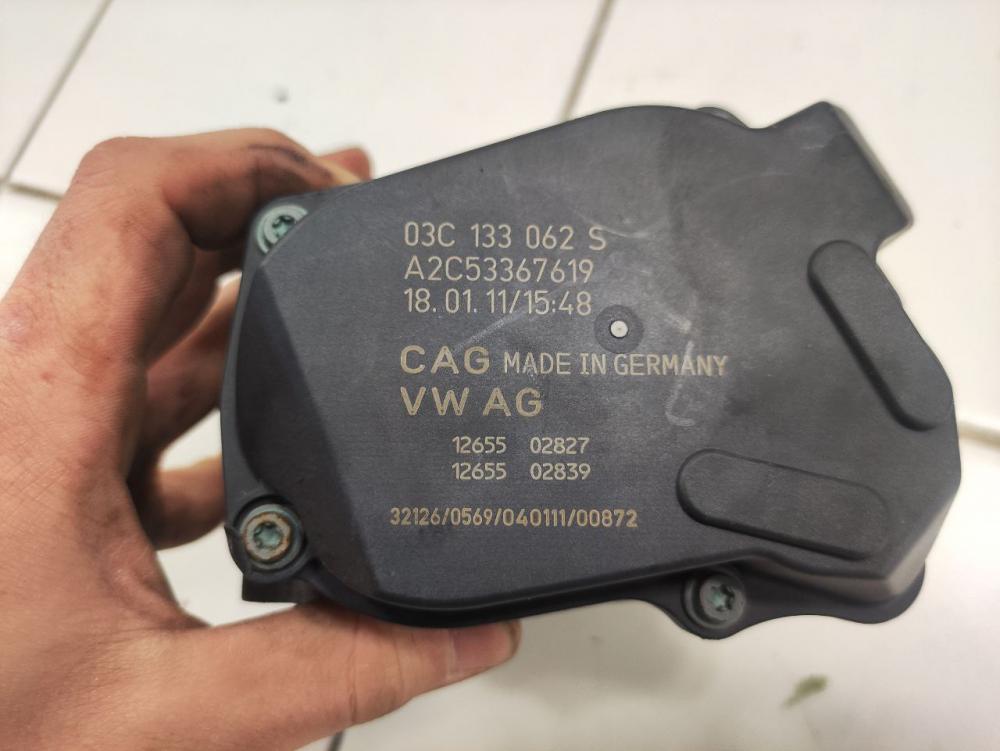 03C 133 062 S
A2C53367619
18.01.11/15:48
CAG MADE IN GERMANY
VW AG
12655 02827
12655 02839
32126/0569/040111/00872